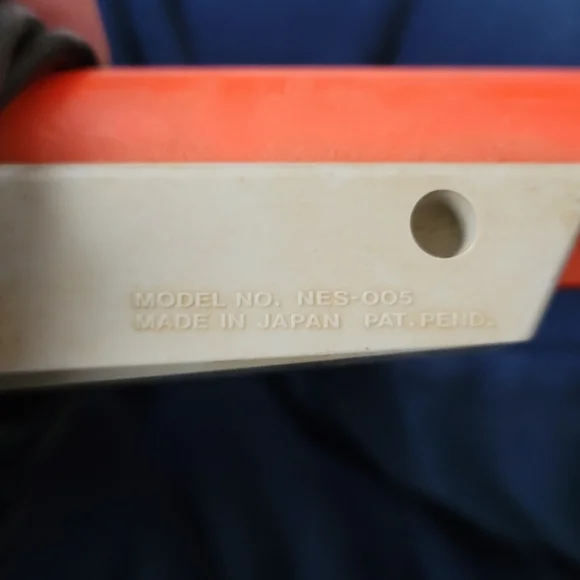 MODEL NO. NES-005
MADE IN JAPAN PAT. PEND.